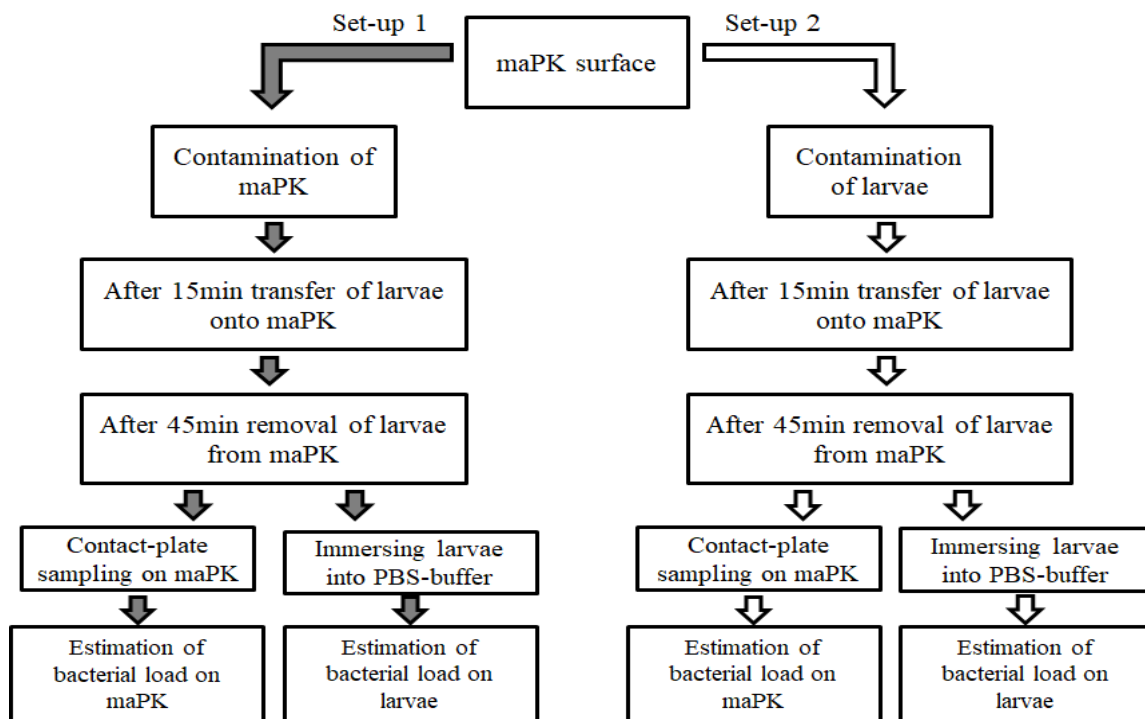 Set-up 1
maPK surface
Set-up 2
Contamination of
maPK
Contamination
of larvae
After 15min transfer of larvae
onto maPK
After 15min transfer of larvae
onto maPK
After 45min removal of larvae
from maPK
After 45min removal of larvae
from maPK
Contact-plate
sampling on maPK
Immersing larvae
into PBS-buffer
Contact-plate
sampling on maPK
Immersing larvae
into PBS-buffer
Estimation of
bacterial load on
maPK
Estimation of
bacterial load on
larvae
Estimation of
bacterial load on
maPK
Estimation of
bacterial load on
larvae